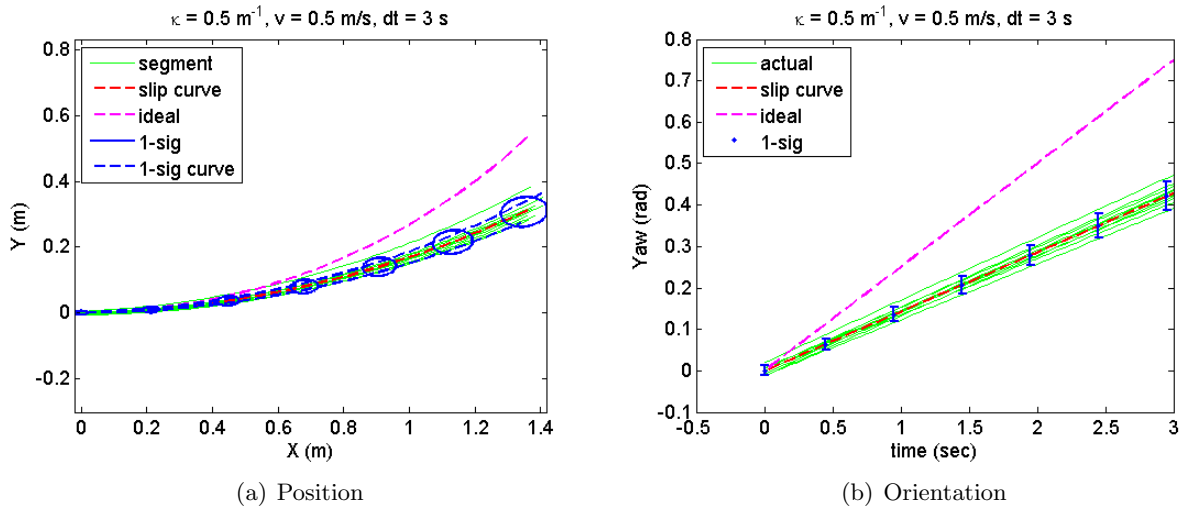 κ = 0.5 m⁻¹, v = 0.5 m/s, dt = 3 s
segment
slip curve
ideal
1-sig
1-sig curve
0.8
0.6
0.4
0.2
0
-0.2
Y (m)
0 0.2 0.4 0.6 0.8 1 1.2 1.4
X (m)
(a) Position
κ = 0.5 m⁻¹, v = 0.5 m/s, dt = 3 s
actual
slip curve
ideal
1-sig
0.8
0.7
0.6
0.5
0.4
0.3
0.2
0.1
0
-0.1
Yaw (rad)
-0.5 0 0.5 1 1.5 2 2.5 3
time (sec)
(b) Orientation